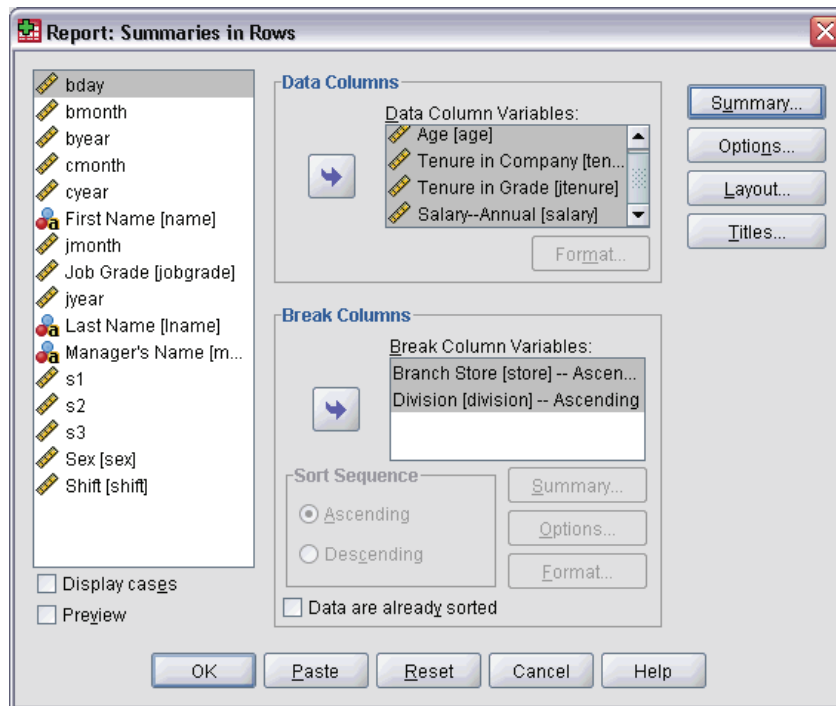 Report: Summaries in Rows
bday
bmonth
byear
cmonth
cyear
First Name [name]
jmonth
Job Grade [jobgrade]
jyear
Last Name [lname]
Manager's Name [m...
s1
s2
s3
Sex [sex]
Shift [shift]
Display cases
Preview
Data Columns
Data Column Variables:
Age [age]
Tenure in Company [ten...
Tenure in Grade [jtenure]
Salary--Annual [salary]
Format...
Break Columns
Break Column Variables:
Branch Store [store] -- Ascen...
Division [division] -- Ascending
Sort Sequence
Ascending
Descending
Summary...
Options...
Format...
Data are already sorted
Summary...
Options...
Layout...
Titles...
OK
Paste
Reset
Cancel
Help